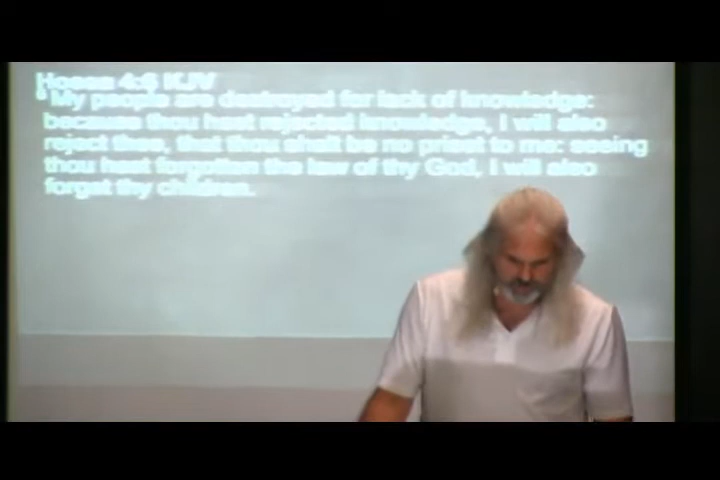 Hosea 4:6 KJV
6 My people are destroyed for lack of knowledge:
because thou hast rejected knowledge, I will also
reject thee, that thou shalt be no priest to me: seeing
thou hast forgotten the law of thy God, I will also
forget thy children.